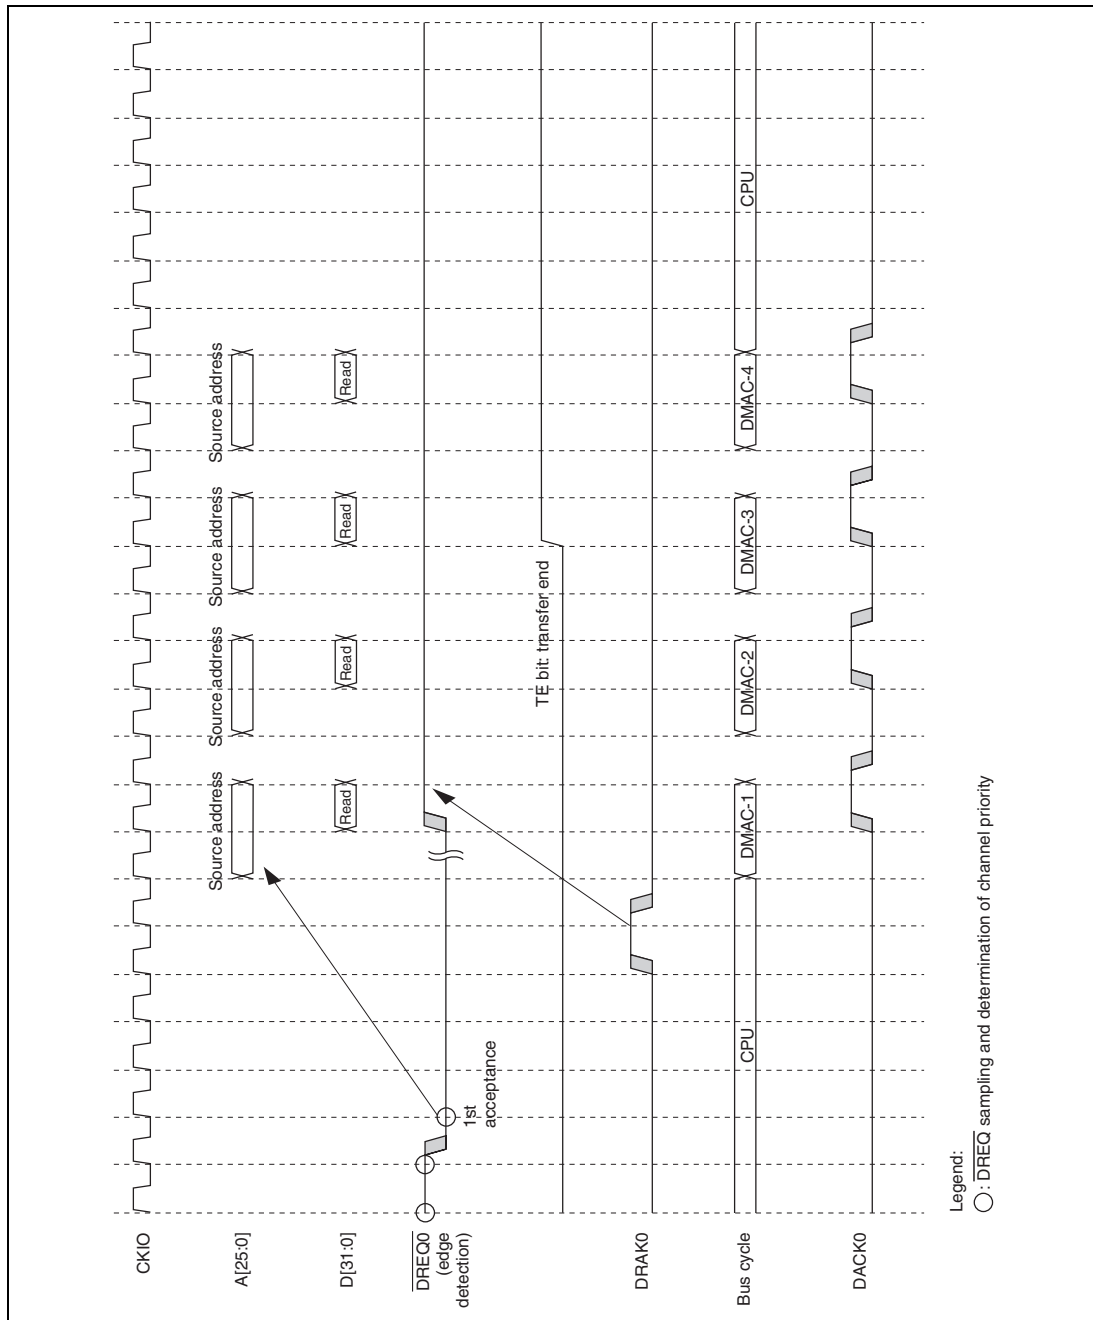 CKIO
A[25:0]
Source address
Source address
Source address
Source address
D[31:0]
Read
Read
Read
Read
DREQ0
(edge
detection)
1st
acceptance
TE bit: transfer end
DRAK0
Bus cycle
CPU
DMAC-1
DMAC-2
DMAC-3
DMAC-4
CPU
DACK0
Legend:
: DREQ sampling and determination of channel priority